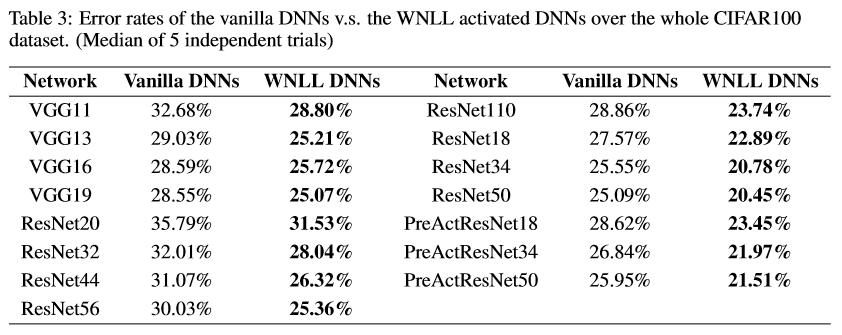 Table 3: Error rates of the vanilla DNNs v.s. the WNLL activated DNNs over the whole CIFAR100
dataset. (Median of 5 independent trials)
Network Vanilla DNNs WNLL DNNs Network Vanilla DNNs WNLL DNNs
VGG11 32.68% 28.80% ResNet110 28.86% 23.74%
VGG13 29.03% 25.21% ResNet18 27.57% 22.89%
VGG16 28.59% 25.72% ResNet34 25.55% 20.78%
VGG19 28.55% 25.07% ResNet50 25.09% 20.45%
ResNet20 35.79% 31.53% PreActResNet18 28.62% 23.45%
ResNet32 32.01% 28.04% PreActResNet34 26.84% 21.97%
ResNet44 31.07% 26.32% PreActResNet50 25.95% 21.51%
ResNet56 30.03% 25.36%